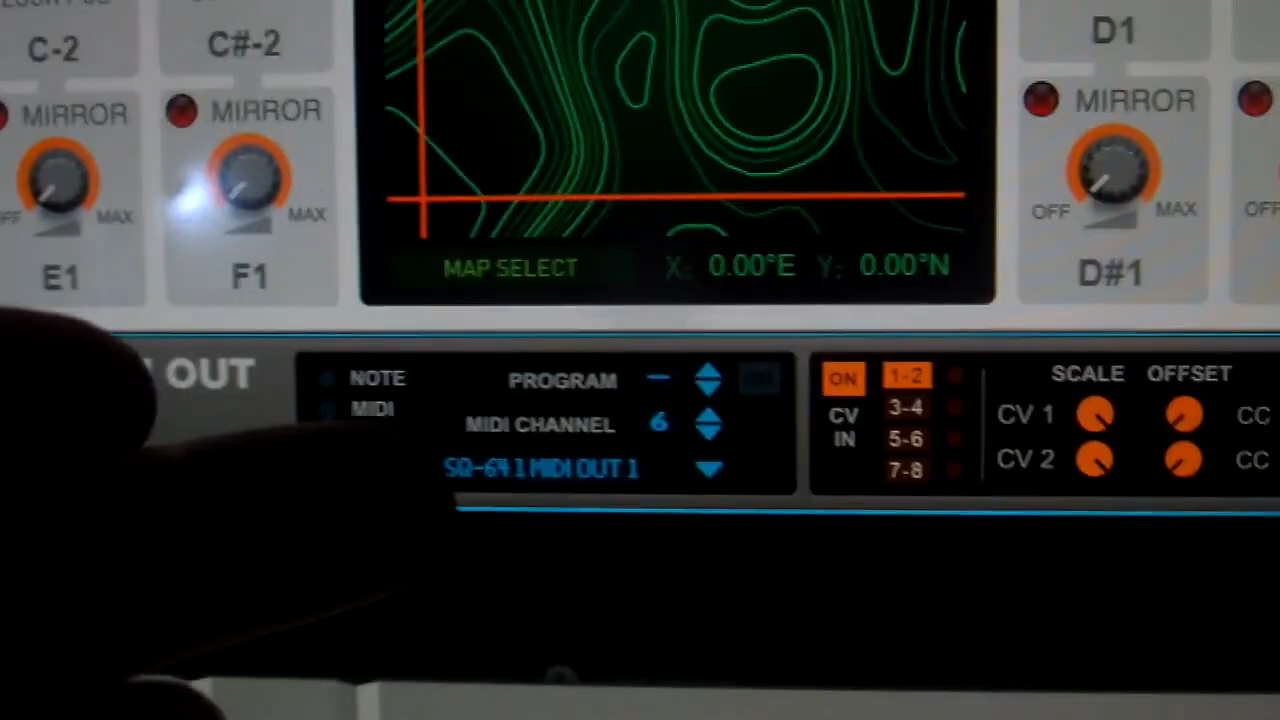 C-2
C#-2
D1
MIRROR
MIRROR
MIRROR
MAX
MAX
OFF
MAX
E1
F1
D#1
MAP SELECT
X: 0.00°E Y: 0.00°N
OUT
NOTE
MIDI
PROGRAM –
ON
MIDI CHANNEL 6
SQ-64 1 MIDI OUT 1
ON
CV
IN
1-2
3-4
5-6
7-8
SCALE OFFSET
CV 1 CC
CV 2 CC